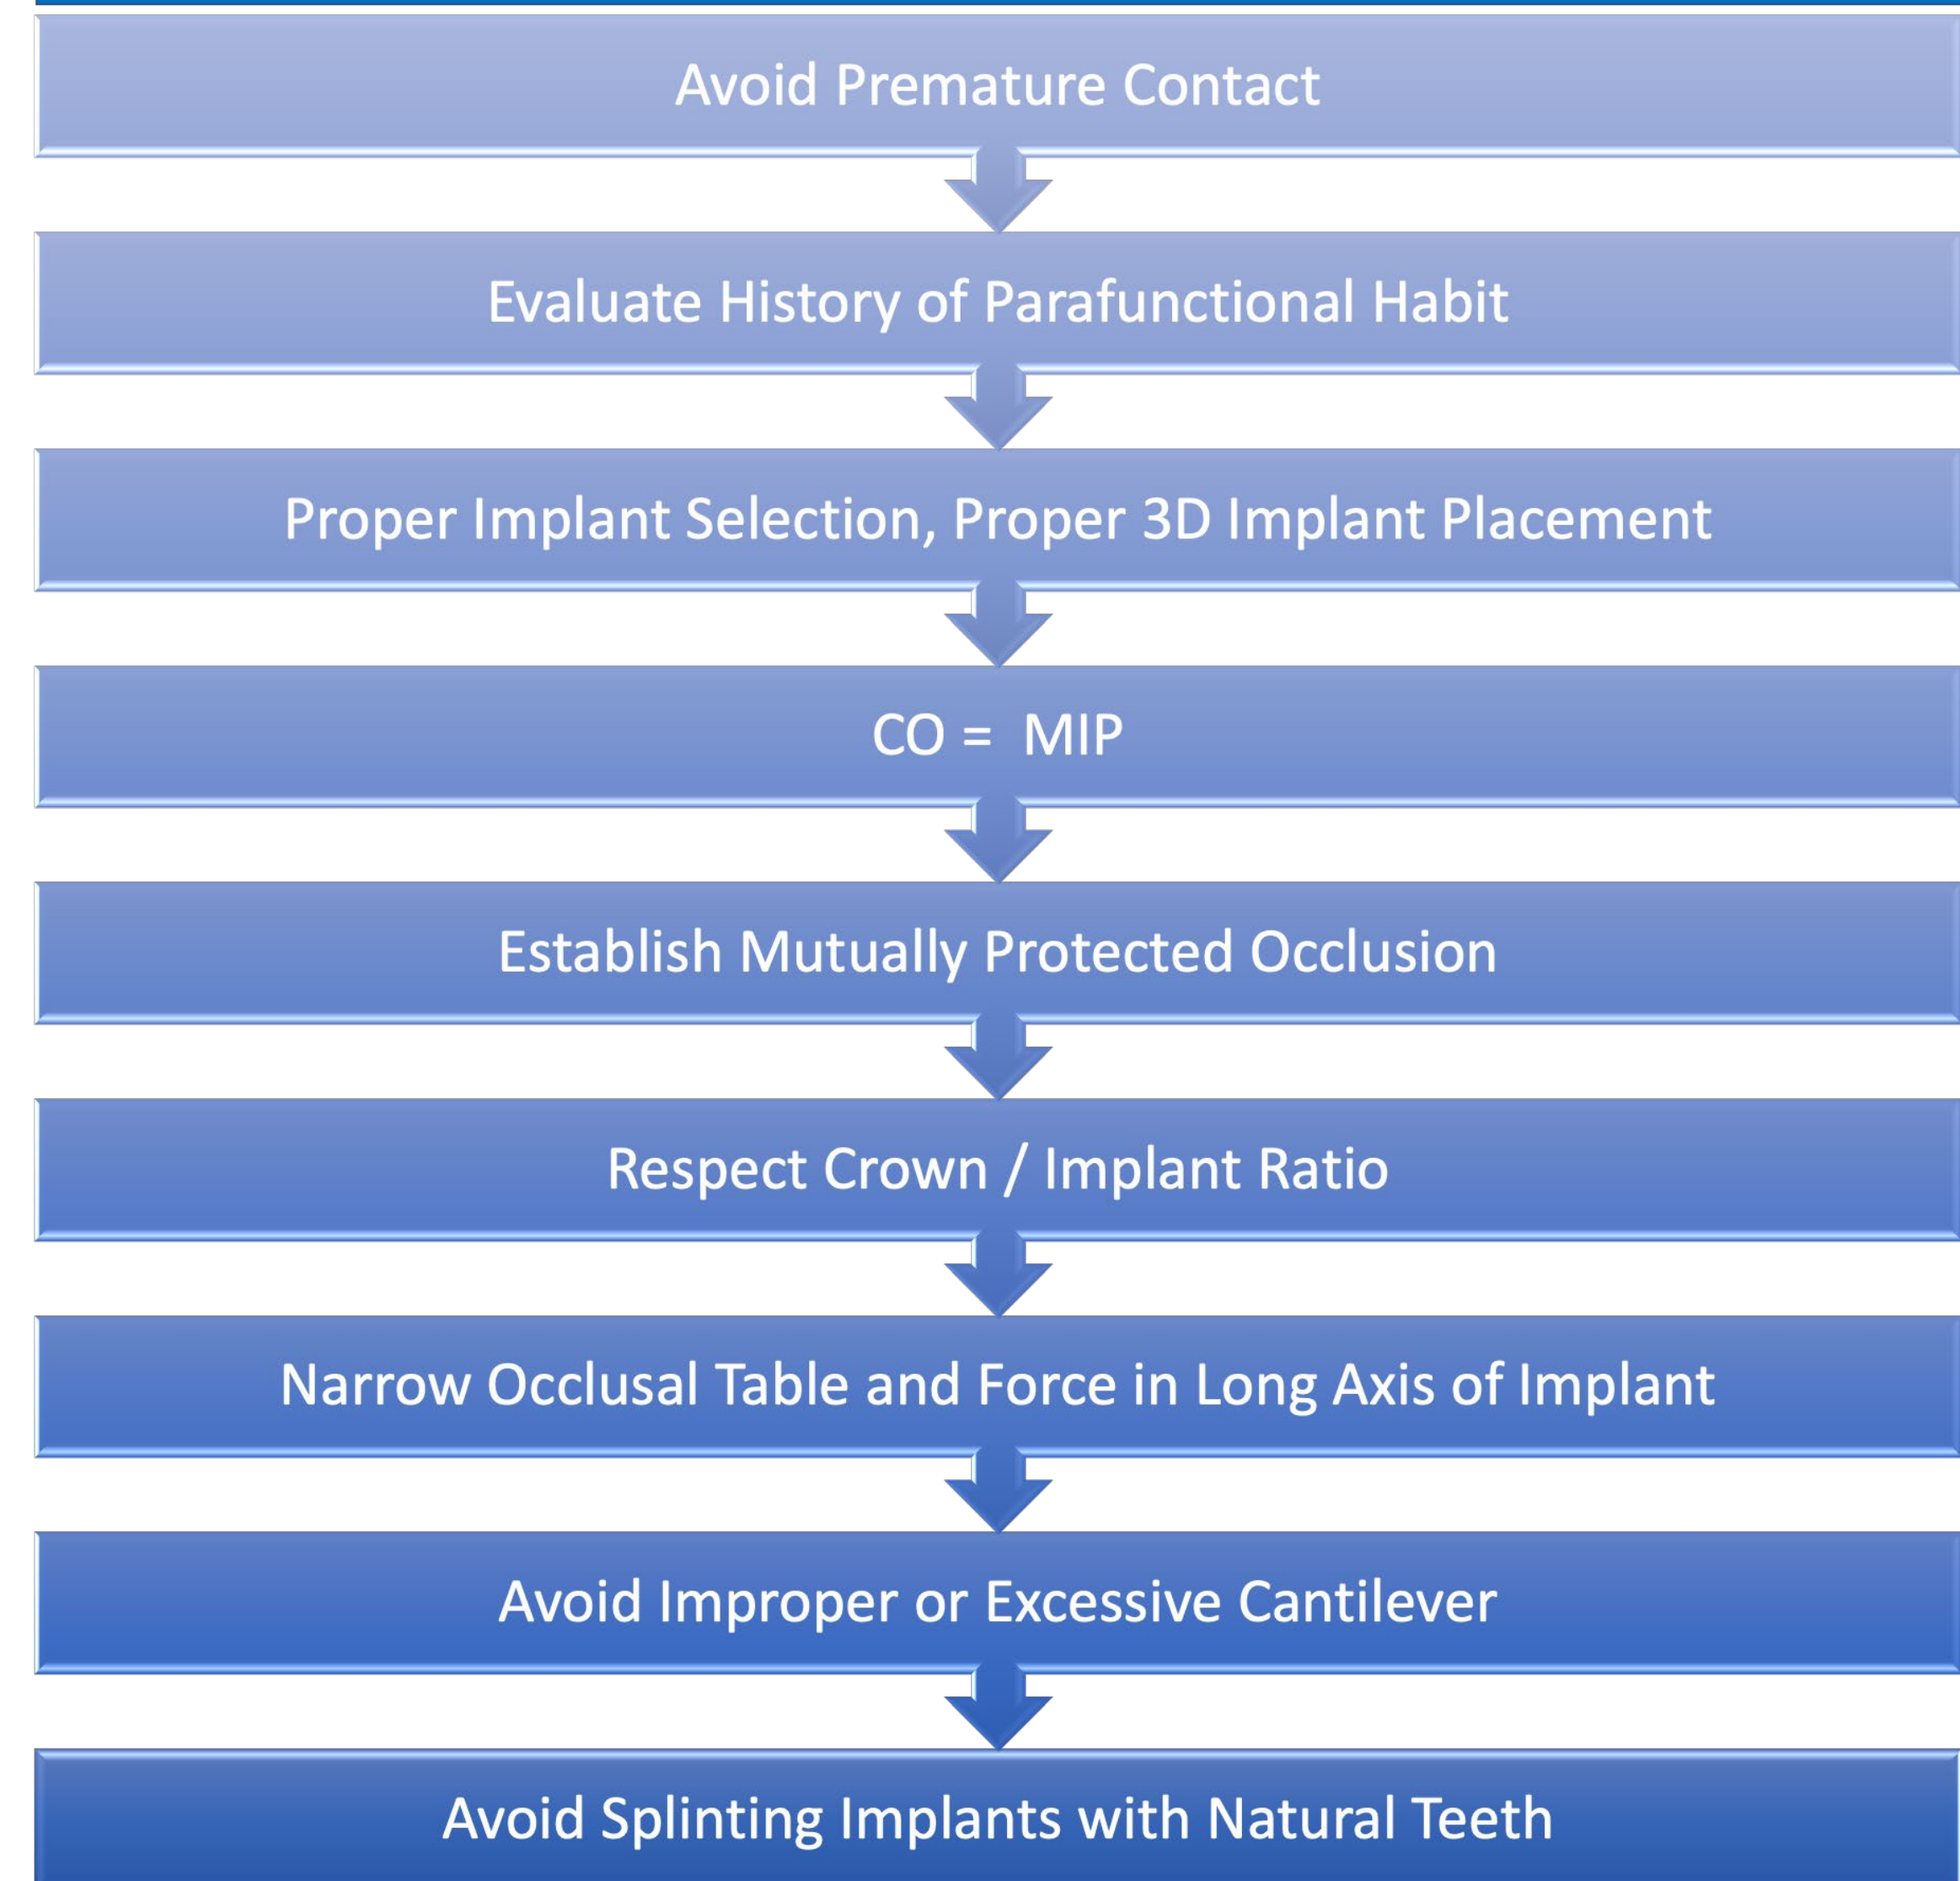 Avoid Premature Contact
Evaluate History of Parafunctional Habit
Proper Implant Selection, Proper 3D Implant Placement
CO = MIP
Establish Mutually Protected Occlusion
Respect Crown / Implant Ratio
Narrow Occlusal Table and Force in Long Axis of Implant
Avoid Improper or Excessive Cantilever
Avoid Splinting Implants with Natural Teeth